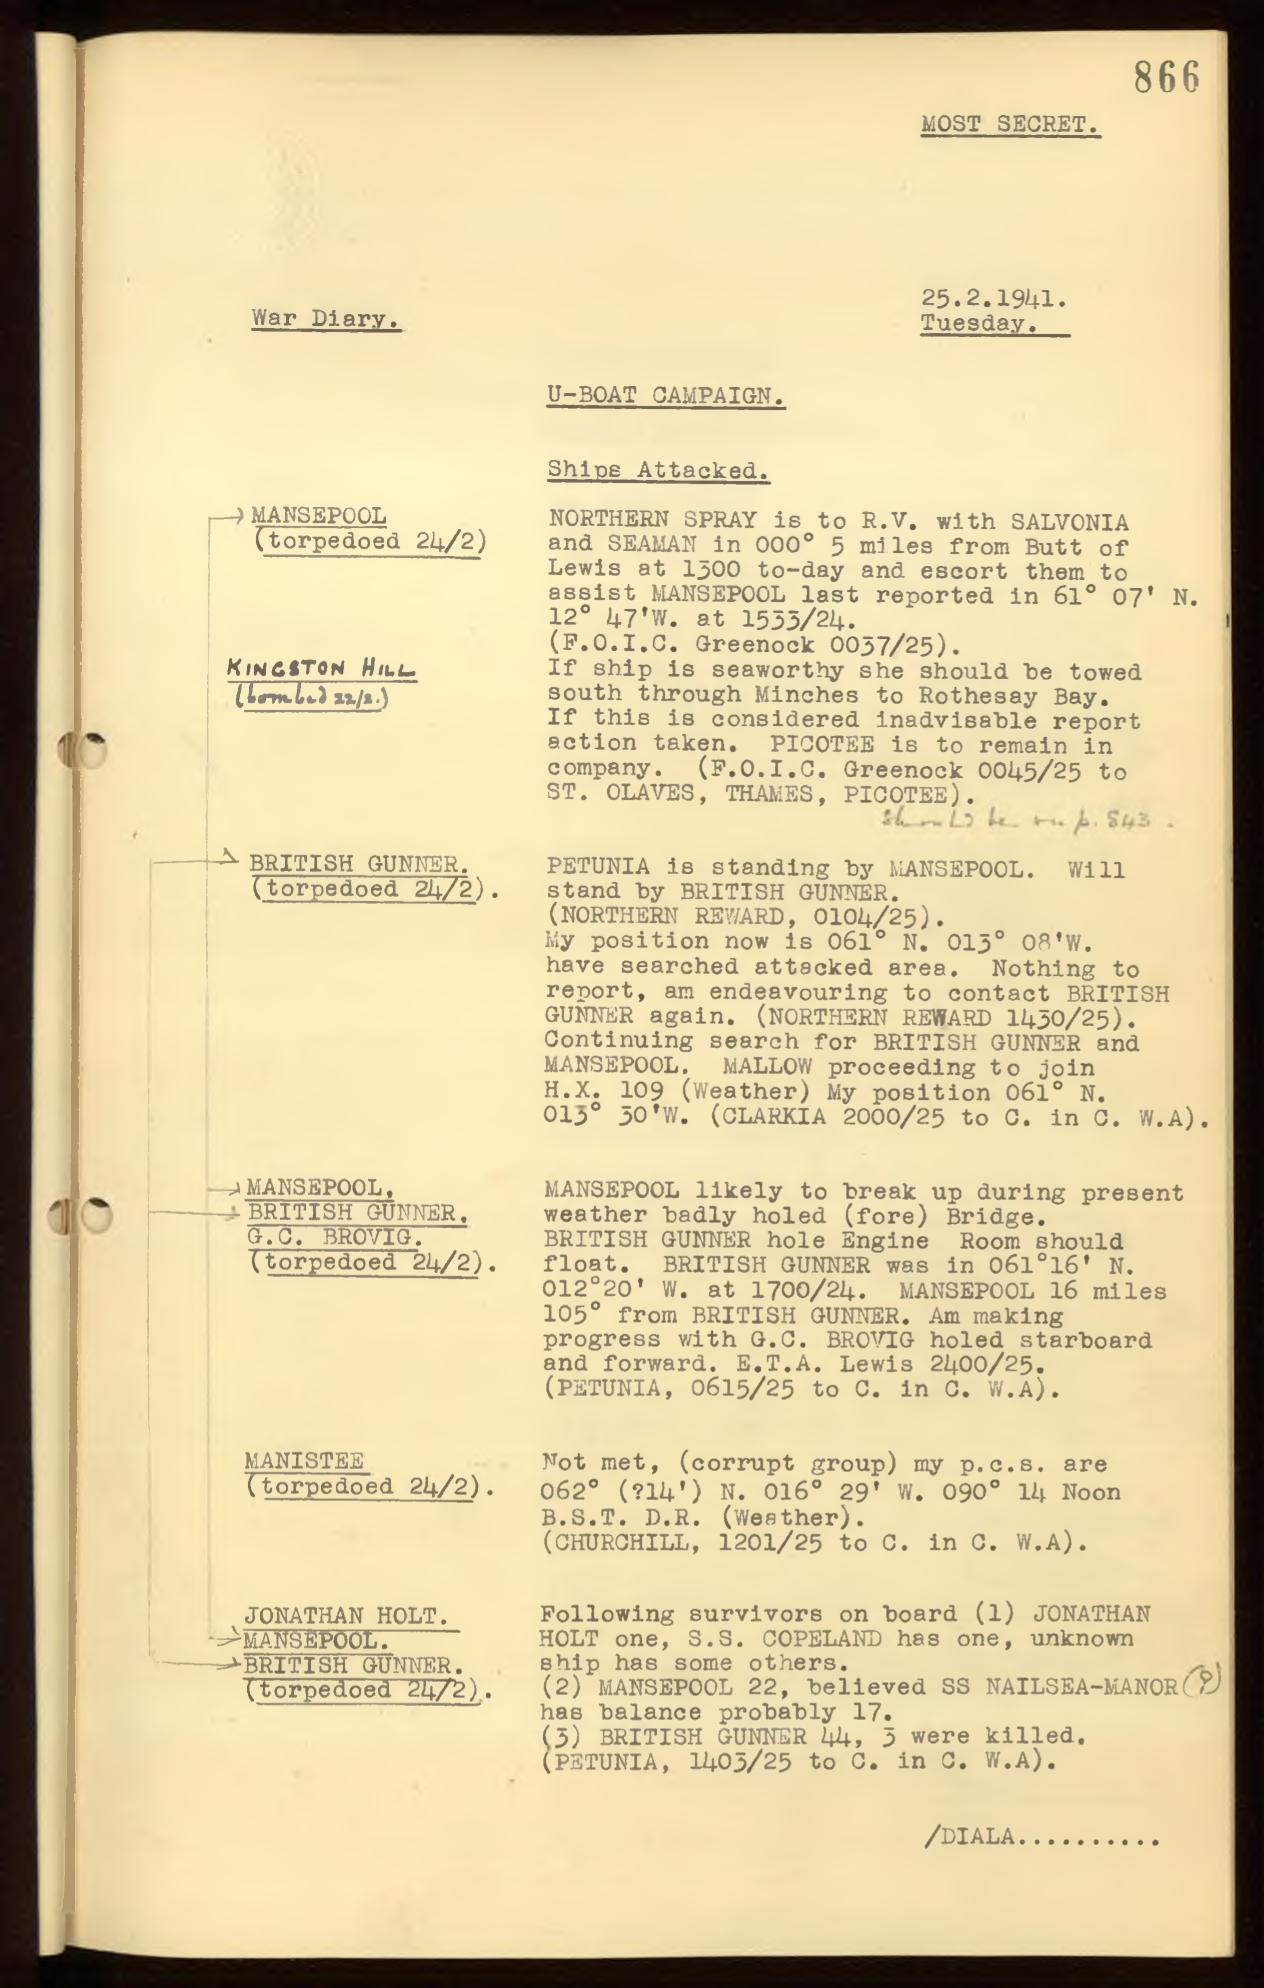 866
MOST SECRET.
25.2.1941.
War Diary.
Tuesday.
U-BOAT CAMPAIGN.
Ships Attacked.
MANSEPOOL
(torpedoed 24/2)
NORTHERN SPRAY is to R.V. with SALVONIA
and SEAMAN in 000° 5 miles from Butt of
Lewis at 1300 to-day and escort them to
assist MANSEPOOL last reported in 61° 07' N.
12° 47'W. at 1533/24.
(F.O.I.C. Greenock 0037/25).
KINGSTON HILL
(bombed 22/2.)
If ship is seaworthy she should be towed
south through Minches to Rothesay Bay.
If this is considered inadvisable report
action taken. PICOTEE is to remain in
company. (F.O.I.C. Greenock 0045/25 to
ST. OLAVES, THAMES, PICOTEE).
should be on p. 843.
BRITISH GUNNER.
(torpedoed 24/2).
PETUNIA is standing by MANSEPOOL. Will
stand by BRITISH GUNNER.
(NORTHERN REWARD, 0104/25).
My position now is 061° N. 013° 08'W.
have searched attacked area. Nothing to
report, am endeavouring to contact BRITISH
GUNNER again. (NORTHERN REWARD 1430/25).
Continuing search for BRITISH GUNNER and
MANSEPOOL. MALLOW proceeding to join
H.X. 109 (Weather) My position 061° N.
013° 30'W. (CLARKIA 2000/25 to C. in C. W.A).
MANSEPOOL,
BRITISH GUNNER.
G.C. BROVIG.
(torpedoed 24/2).
MANSEPOOL likely to break up during present
weather badly holed (fore) Bridge.
BRITISH GUNNER hole Engine Room should
float. BRITISH GUNNER was in 061°16' N.
012°20' W. at 1700/24. MANSEPOOL 16 miles
105° from BRITISH GUNNER. Am making
progress with G.C. BROVIG holed starboard
and forward. E.T.A. Lewis 2400/25.
(PETUNIA, 0615/25 to C. in C. W.A).
MANISTEE
(torpedoed 24/2).
Not met, (corrupt group) my p.c.s. are
062° (?14') N. 016° 29' W. 090° 14 Noon
B.S.T. D.R. (Weather).
(CHURCHILL, 1201/25 to C. in C. W.A).
JONATHAN HOLT.
MANSEPOOL.
BRITISH GUNNER.
(torpedoed 24/2).
Following survivors on board (1) JONATHAN
HOLT one, S.S. COPELAND has one, unknown
ship has some others.
(2) MANSEPOOL 22, believed SS NAILSEA-MANOR (?)
has balance probably 17.
(3) BRITISH GUNNER 44, 3 were killed.
(PETUNIA, 1403/25 to C. in C. W.A).
/DIALA..........